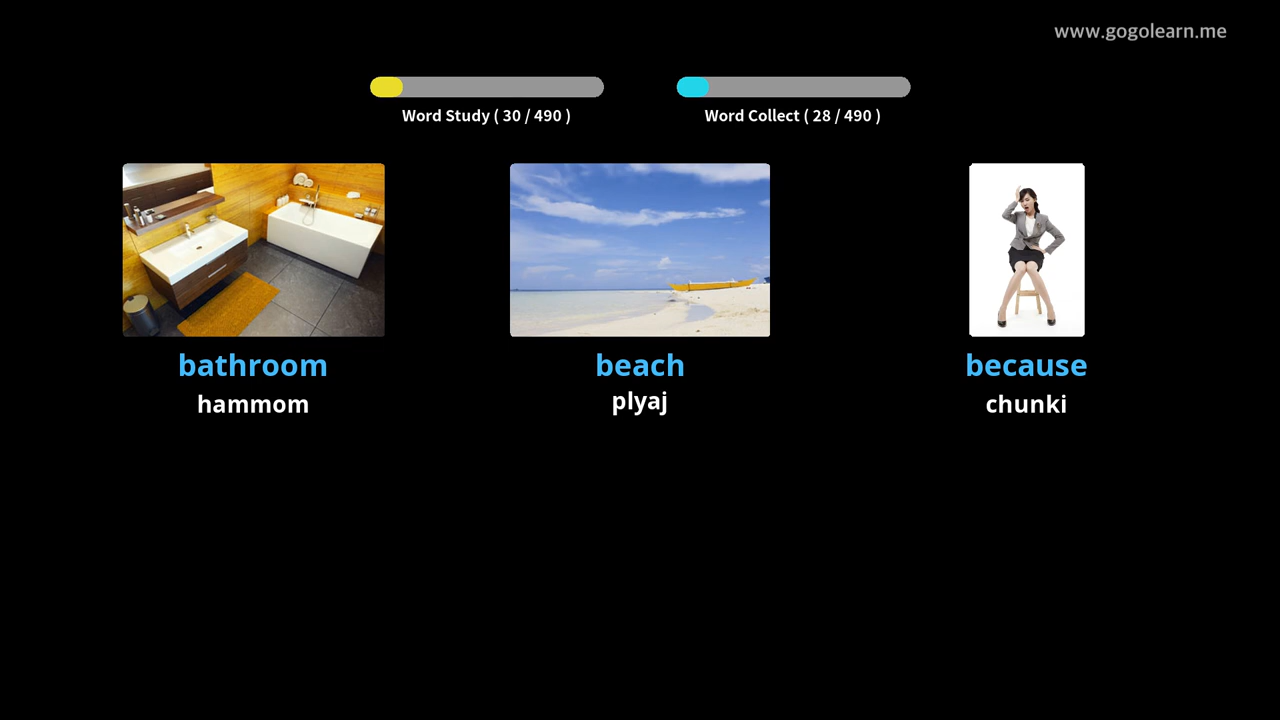 www.gogolearn.me
Word Study ( 30 / 490 )
Word Collect ( 28 / 490 )
bathroom
hammom
beach
plyaj
because
chunki